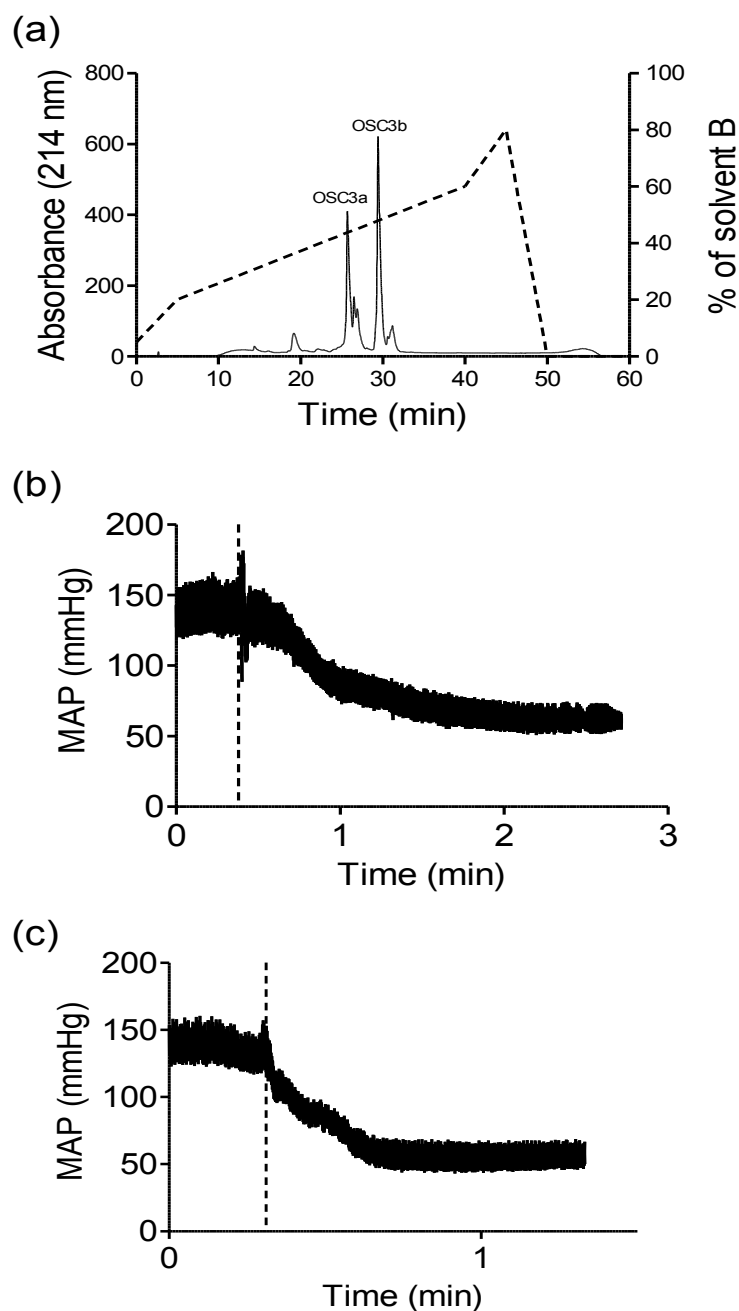 (a)
Absorbance (214 nm)
800
600
400
200
0
OSC3a
OSC3b
100
80
60
40
20
0
% of solvent B
0 10 20 30 40 50 60
Time (min)
(b)
MAP (mmHg)
200
150
100
50
0
0 1 2 3
Time (min)
(c)
MAP (mmHg)
200
150
100
50
0
0 1
Time (min)